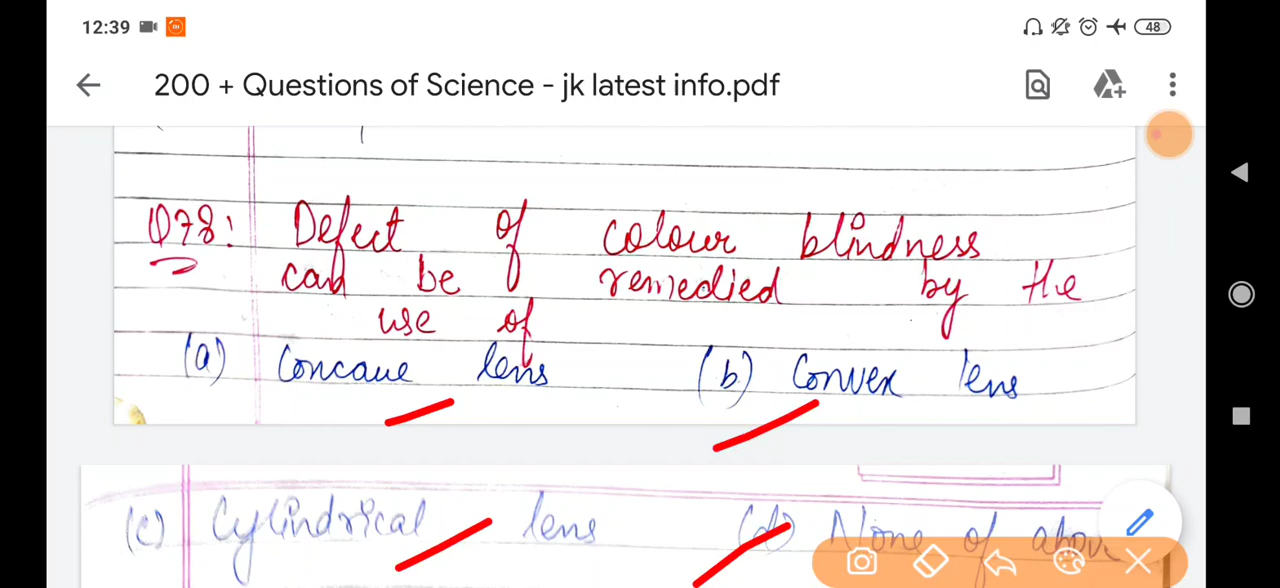 12:39
48
200 + Questions of Science - jk latest info.pdf
Q78: Defect of colour blindness
can be remedied by the
use of
(a) Concave lens (b) Convex lens
(c) Cylindrical lens (d) None of above